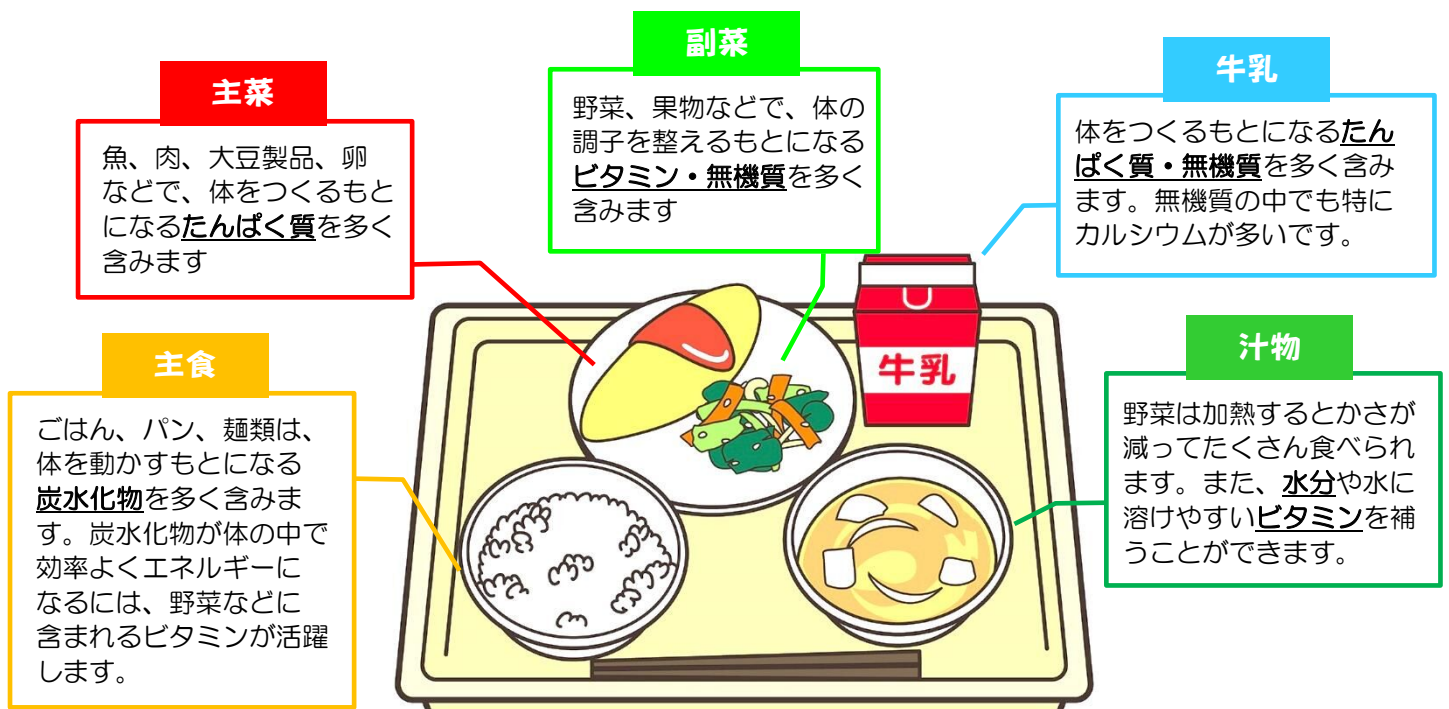 主菜
魚、肉、大豆製品、卵
などで、体をつくるもと
になるたんぱく質を多く
含みます
副菜
野菜、果物などで、体の
調子を整えるもとになる
ビタミン・無機質を多く
含みます
牛乳
体をつくるもとになるたん
ぱく質・無機質を多く含み
ます。無機質の中でも特に
カルシウムが多いです。
主食
ごはん、パン、麺類は、
体を動かすもとになる
炭水化物を多く含みま
す。炭水化物が体の中で
効率よくエネルギーに
なるには、野菜などに
含まれるビタミンが活躍
します。
牛乳
汁物
野菜は加熱するとかさが
減ってたくさん食べられ
ます。また、水分や水に
溶けやすいビタミンを補
うことができます。